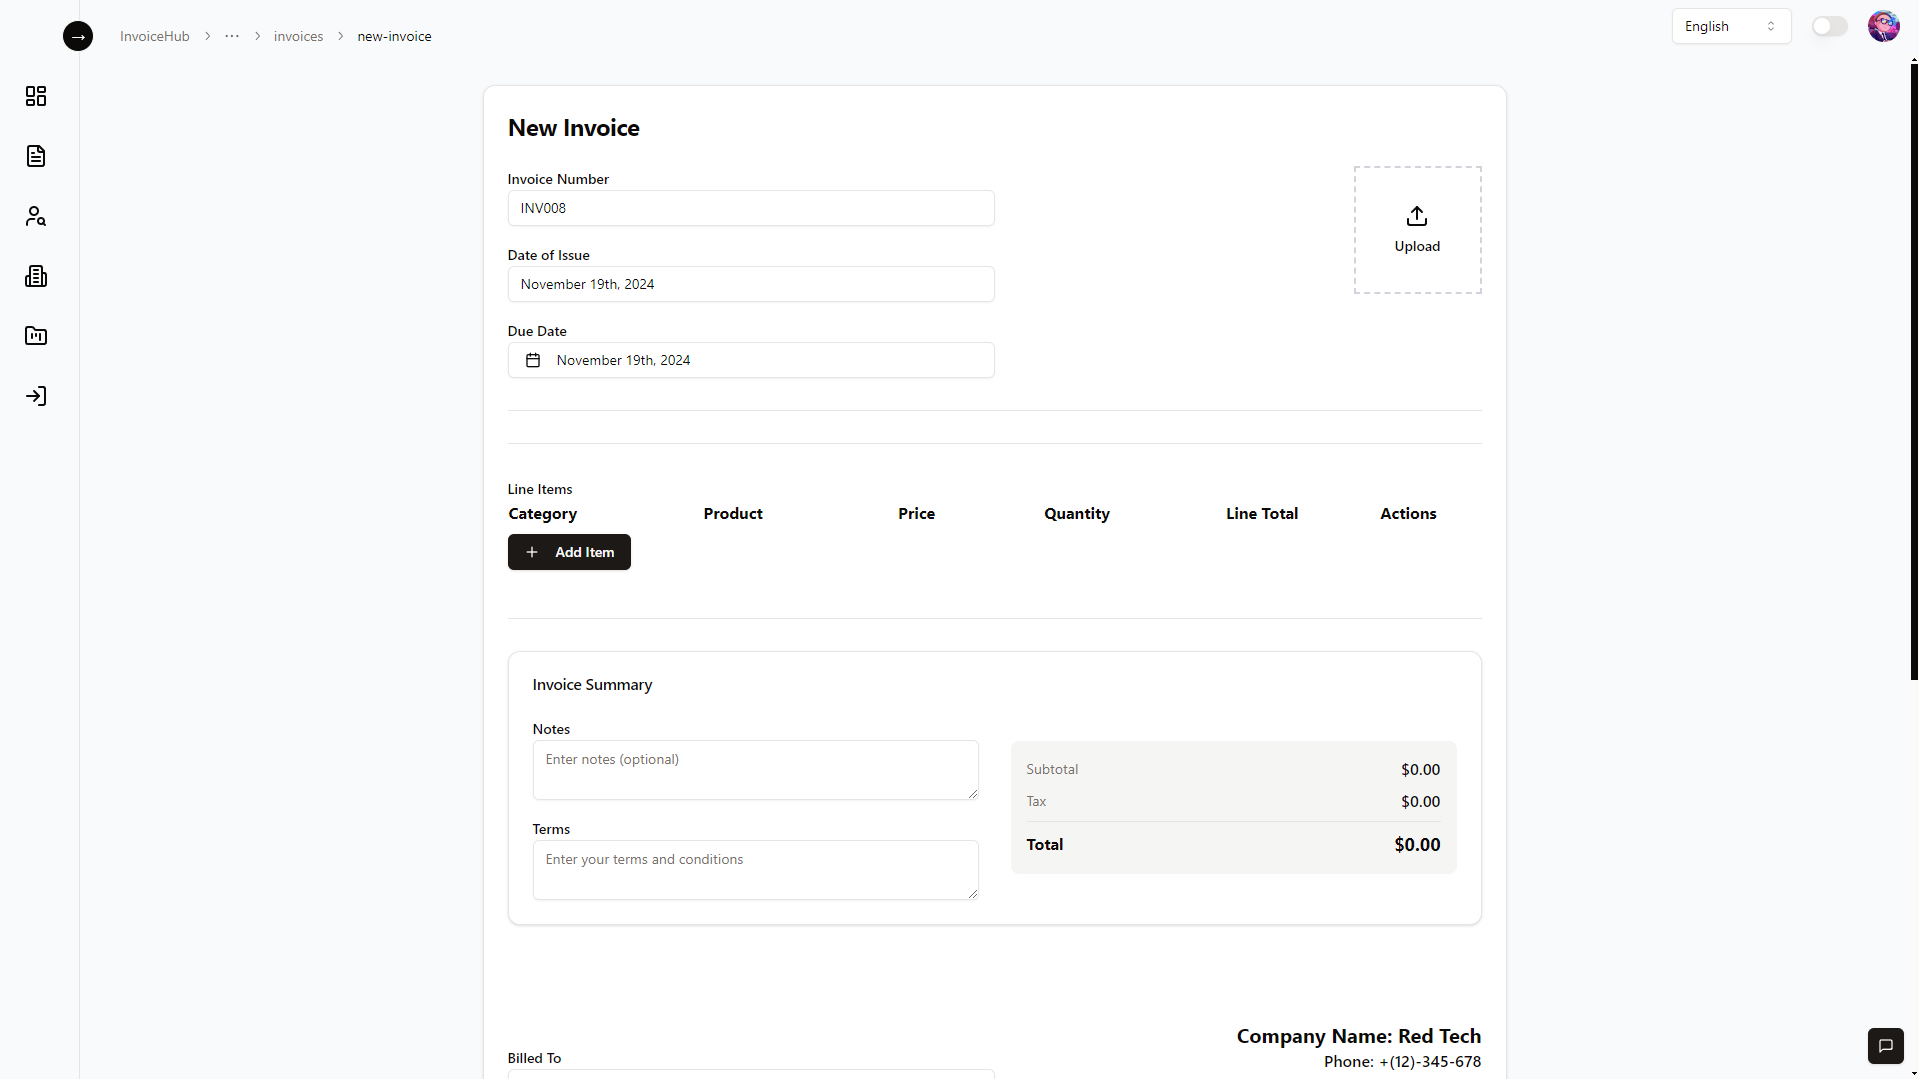 InvoiceHub > ··· > invoices > new-invoice
English
New Invoice
Invoice Number
INV008
Upload
Date of Issue
November 19th, 2024
Due Date
November 19th, 2024
Line Items
Category Product Price Quantity Line Total Actions
+ Add Item
Invoice Summary
Notes
Enter notes (optional)
Terms
Enter your terms and conditions
Subtotal $0.00
Tax $0.00
Total $0.00
Company Name: Red Tech
Phone: +(12)-345-678
Billed To